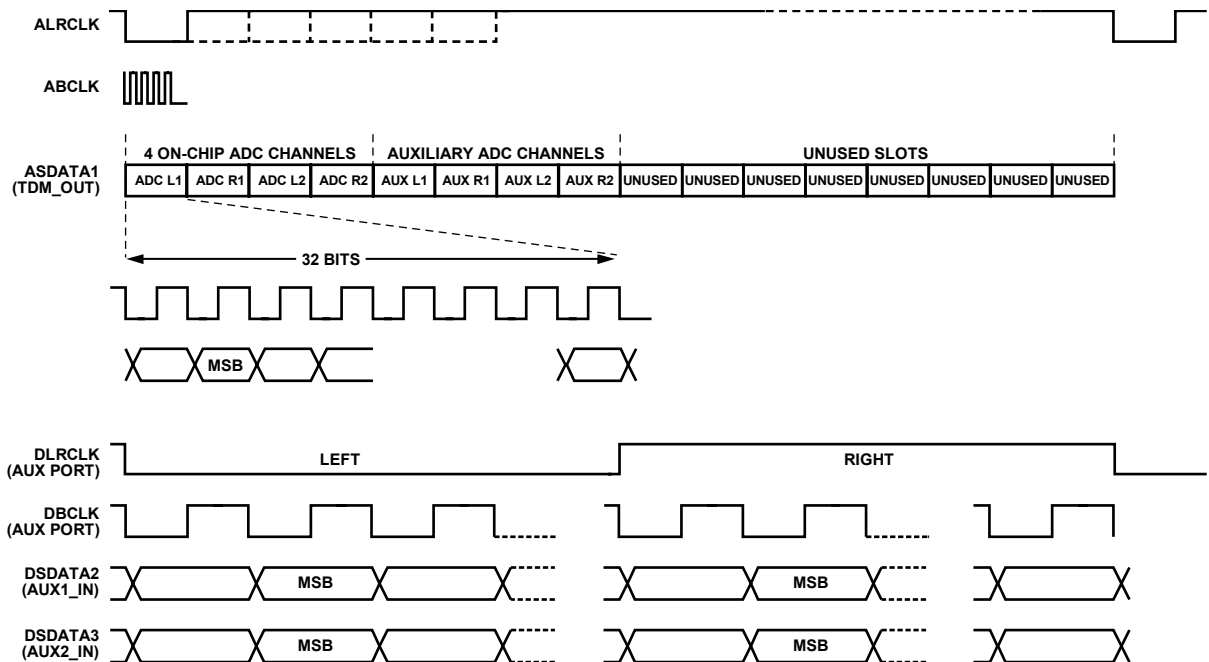 ALRCLK
ABCLK
4 ON-CHIP ADC CHANNELS AUXILIARY ADC CHANNELS UNUSED SLOTS
ASDATA1
(TDM_OUT)
ADC L1 ADC R1 ADC L2 ADC R2 AUX L1 AUX R1 AUX L2 AUX R2 UNUSED UNUSED UNUSED UNUSED UNUSED UNUSED UNUSED UNUSED
32 BITS
MSB
DLRCLK
(AUX PORT)
LEFT RIGHT
DBCLK
(AUX PORT)
DSDATA2
(AUX1_IN)
MSB MSB
DSDATA3
(AUX2_IN)
MSB MSB